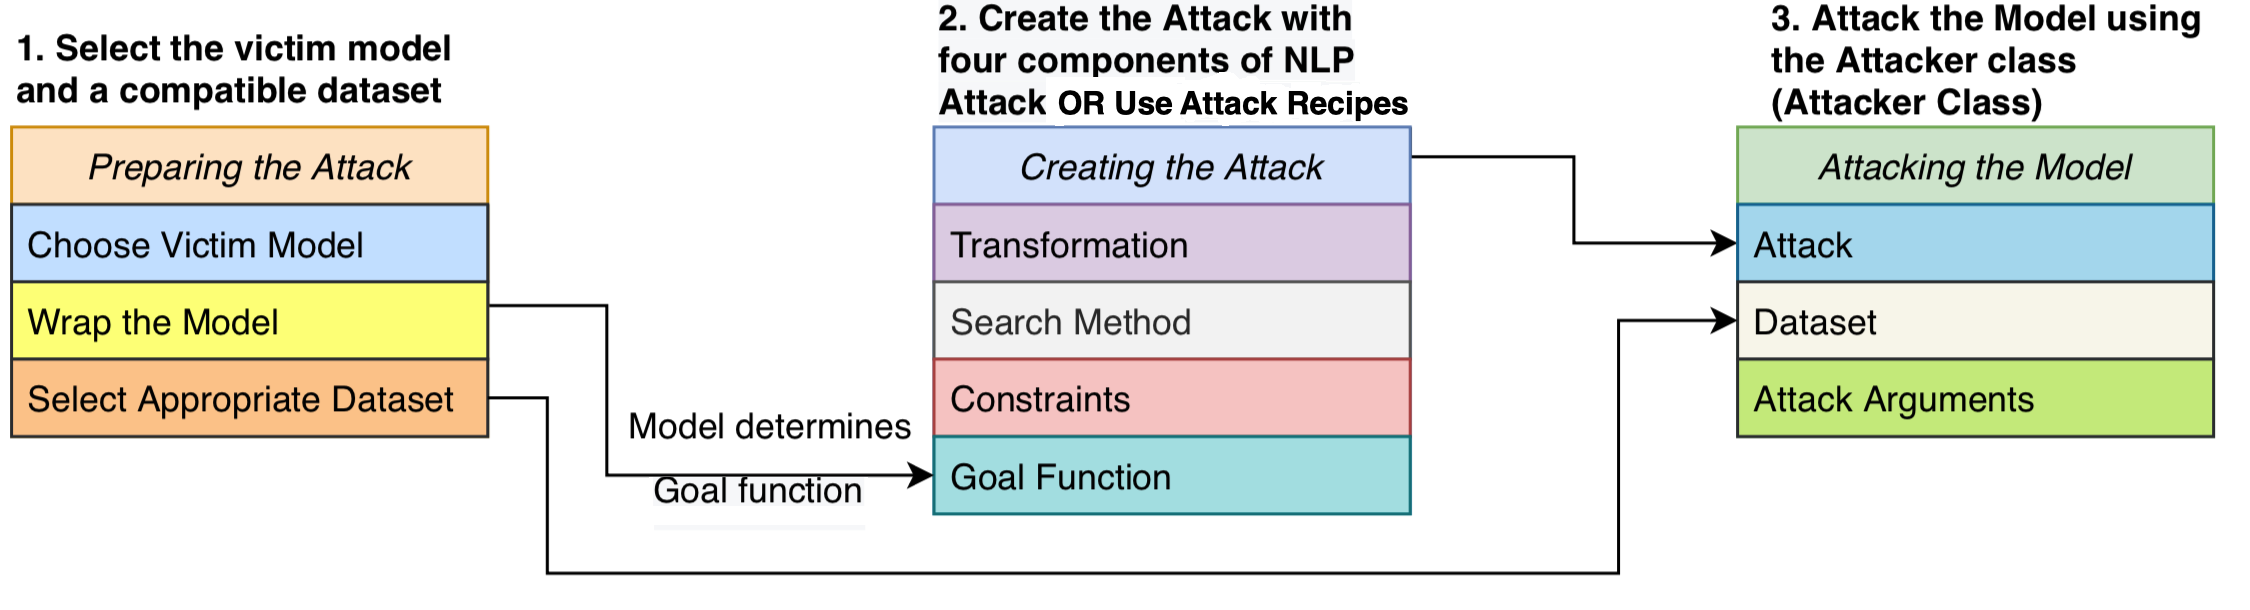 1. Select the victim model
and a compatible dataset
Preparing the Attack
Choose Victim Model
Wrap the Model
Select Appropriate Dataset
Model determines
Goal function
2. Create the Attack with
four components of NLP
Attack OR Use Attack Recipes
Creating the Attack
Transformation
Search Method
Constraints
Goal Function
3. Attack the Model using
the Attacker class
(Attacker Class)
Attacking the Model
Attack
Dataset
Attack Arguments